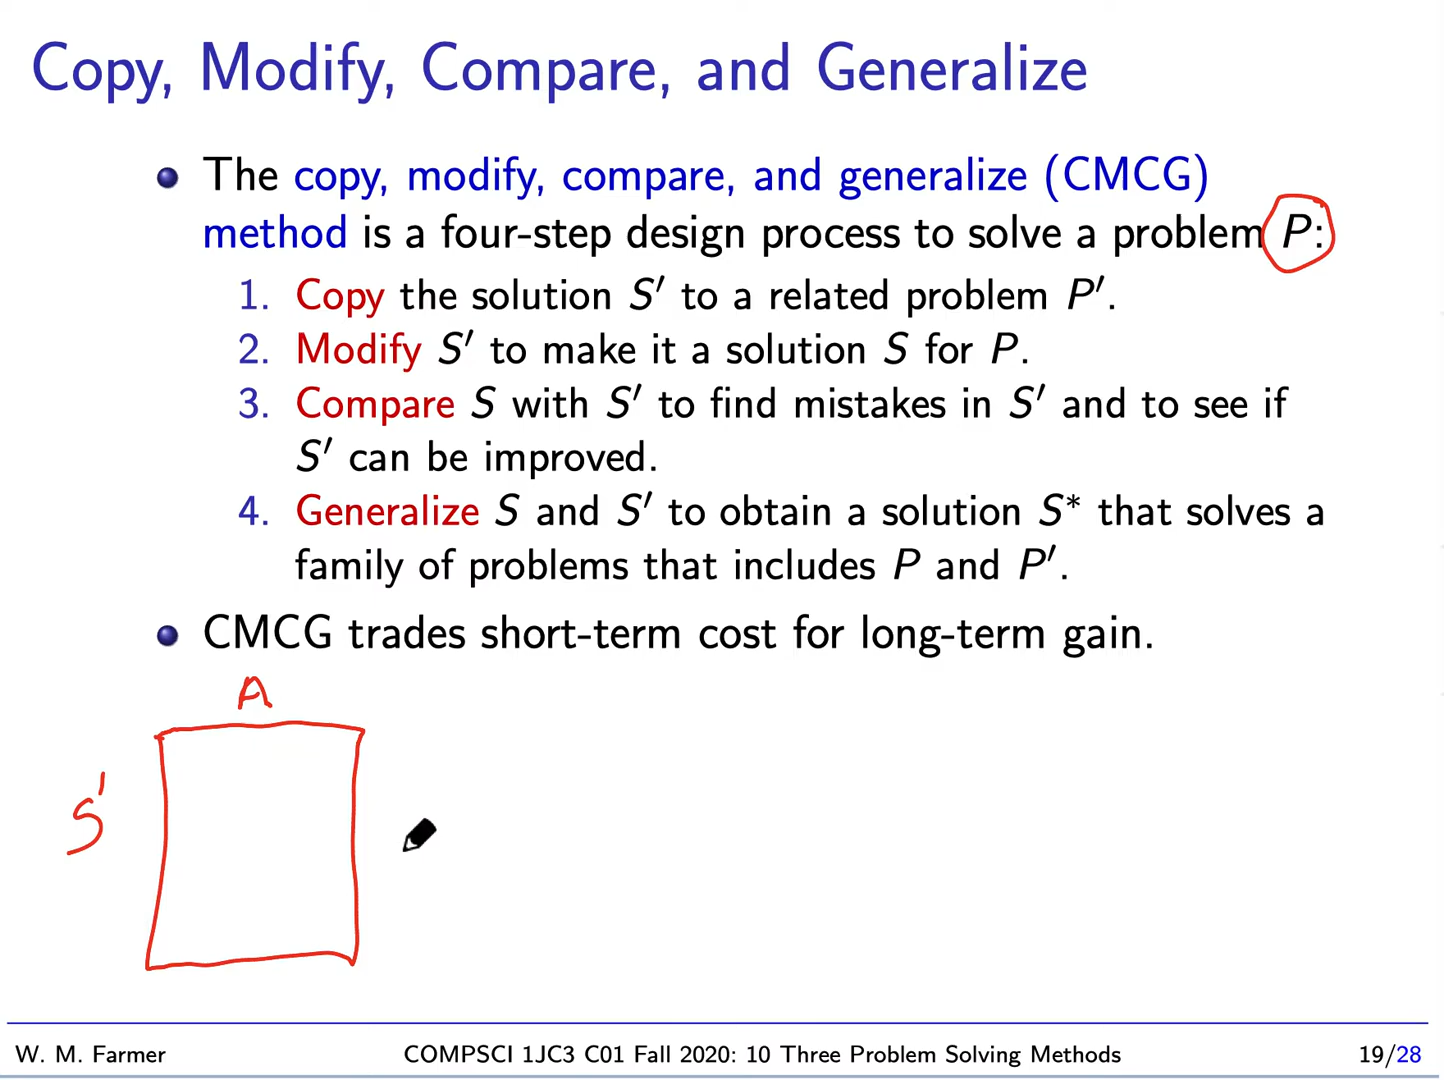 Copy, Modify, Compare, and Generalize
The copy, modify, compare, and generalize (CMCG)
method is a four-step design process to solve a problem P:
1. Copy the solution S′ to a related problem P′.
2. Modify S′ to make it a solution S for P.
3. Compare S with S′ to find mistakes in S′ and to see if
S′ can be improved.
4. Generalize S and S′ to obtain a solution S* that solves a
family of problems that includes P and P′.
CMCG trades short-term cost for long-term gain.
A
S′
W. M. Farmer COMPSCI 1JC3 C01 Fall 2020: 10 Three Problem Solving Methods 19/28